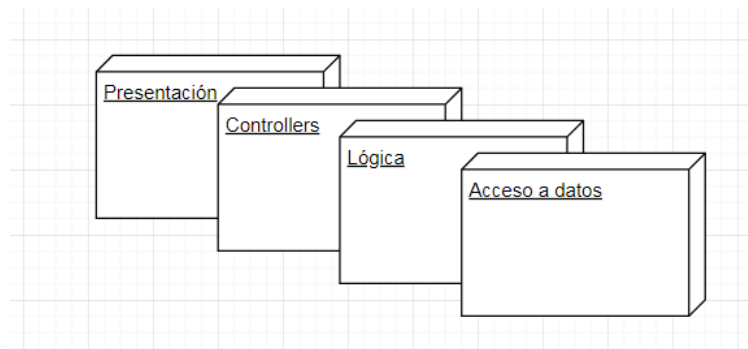 Presentación
Controllers
Lógica
Acceso a datos